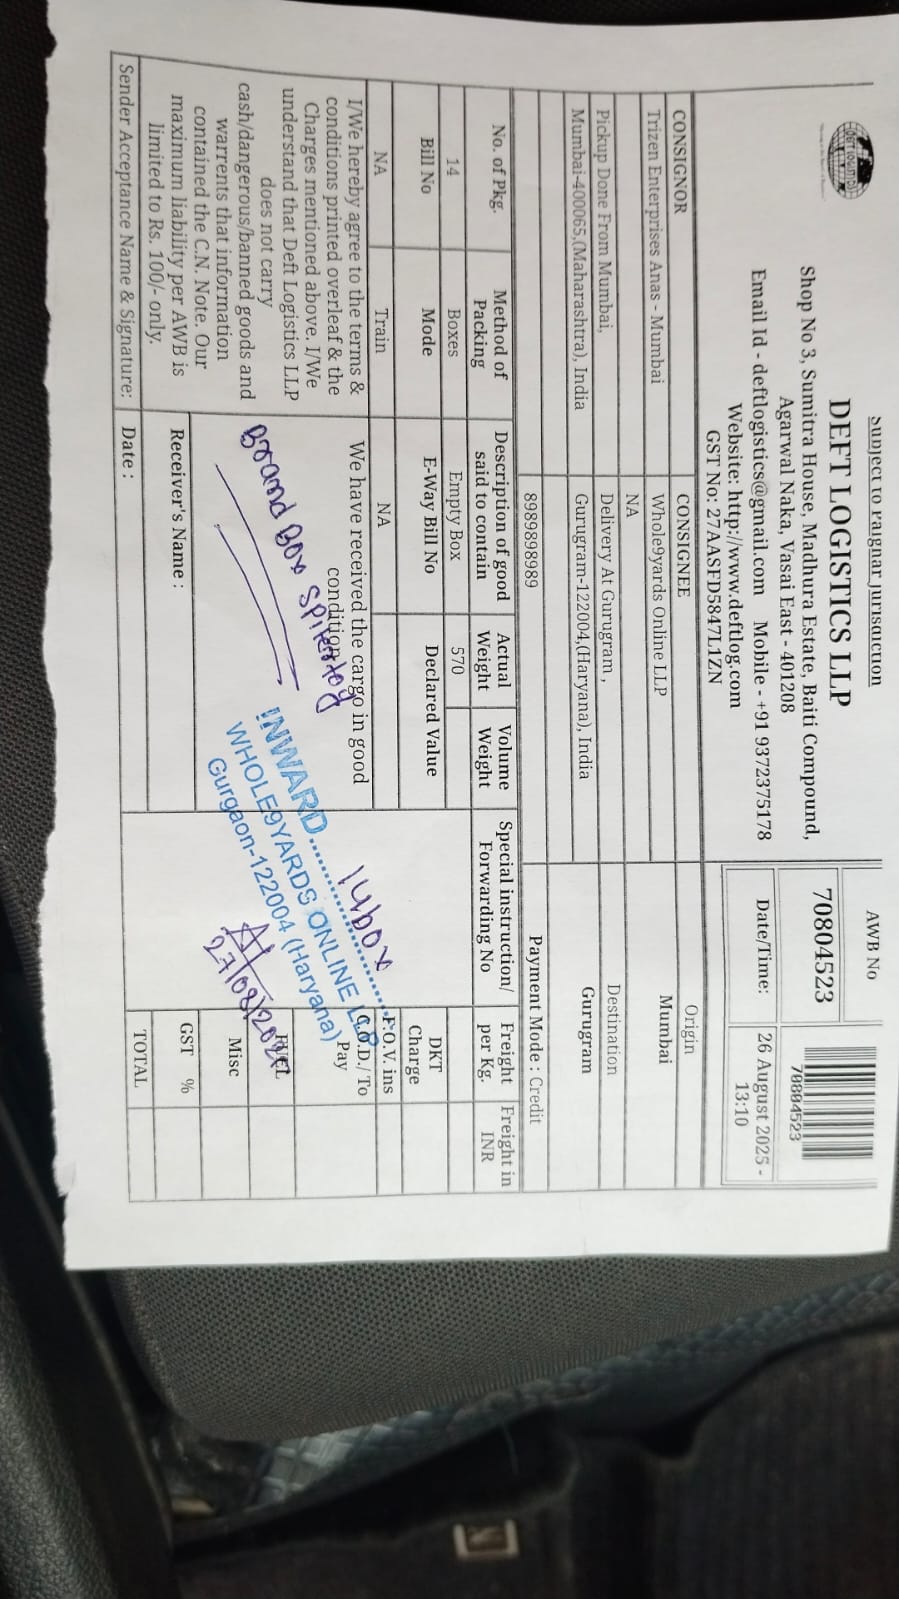 Subject to Palghar Jurisdiction
DEFT LOGISTICS LLP
Shop No 3, Sumitra House, Madhura Estate, Baiti Compound,
Agarwal Naka, Vasai East - 401208
Email Id - deftlogistics@gmail.com Mobile - +91 9372375178
Website: http://www.deftlog.com
GST No: 27AASFD5847L1ZN
AWB No
70804523
70804523
Date/Time:
26 August 2025 -
13:10
CONSIGNOR
CONSIGNEE
Origin
Trizen Enterprises Anas - Mumbai
Whole9yards Online LLP
Mumbai
NA
Pickup Done From Mumbai,
Delivery At Gurugram ,
Destination
Mumbai-400065,(Maharashtra), India
Gurugram-122004,(Haryana), India
Gurugram
8989898989
Payment Mode : Credit
No. of Pkg.
Method of
Packing
Description of good
said to contain
Actual
Weight
Volume
Weight
Special instruction/
Forwarding No
Freight
per Kg.
Freight in
INR
14
Boxes
Empty Box
570
Bill No
Mode
E-Way Bill No
Declared Value
DKT
Charge
NA
Train
NA
F.O.V. ins
I/We hereby agree to the terms &
conditions printed overleaf & the
Charges mentioned above. I/We
understand that Deft Logistics LLP
does not carry
cash/dangerous/banned goods and
warrents that information
contained the C.N. Note. Our
maximum liability per AWB is
limited to Rs. 100/- only.
We have received the cargo in good
condition
Brand Box
14 box
INWARD
WHOLE9YARDS ONLINE LLP
Gurgaon-122004 (Haryana)
27/08/2025
C.O.D./ To
Pay
FUEL
Misc
Receiver's Name :
GST %
Sender Acceptance Name & Signature:
Date :
TOTAL